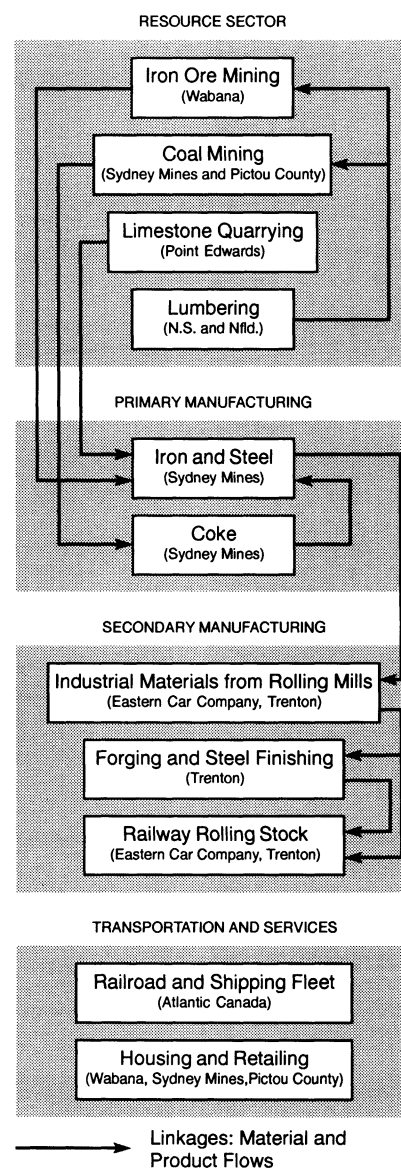 RESOURCE SECTOR
Iron Ore Mining
(Wabana)
Coal Mining
(Sydney Mines and Pictou County)
Limestone Quarrying
(Point Edwards)
Lumbering
(N.S. and Nfld.)
PRIMARY MANUFACTURING
Iron and Steel
(Sydney Mines)
Coke
(Sydney Mines)
SECONDARY MANUFACTURING
Industrial Materials from Rolling Mills
(Eastern Car Company, Trenton)
Forging and Steel Finishing
(Trenton)
Railway Rolling Stock
(Eastern Car Company, Trenton)
TRANSPORTATION AND SERVICES
Railroad and Shipping Fleet
(Atlantic Canada)
Housing and Retailing
(Wabana, Sydney Mines,Pictou County)
Linkages: Material and
Product Flows